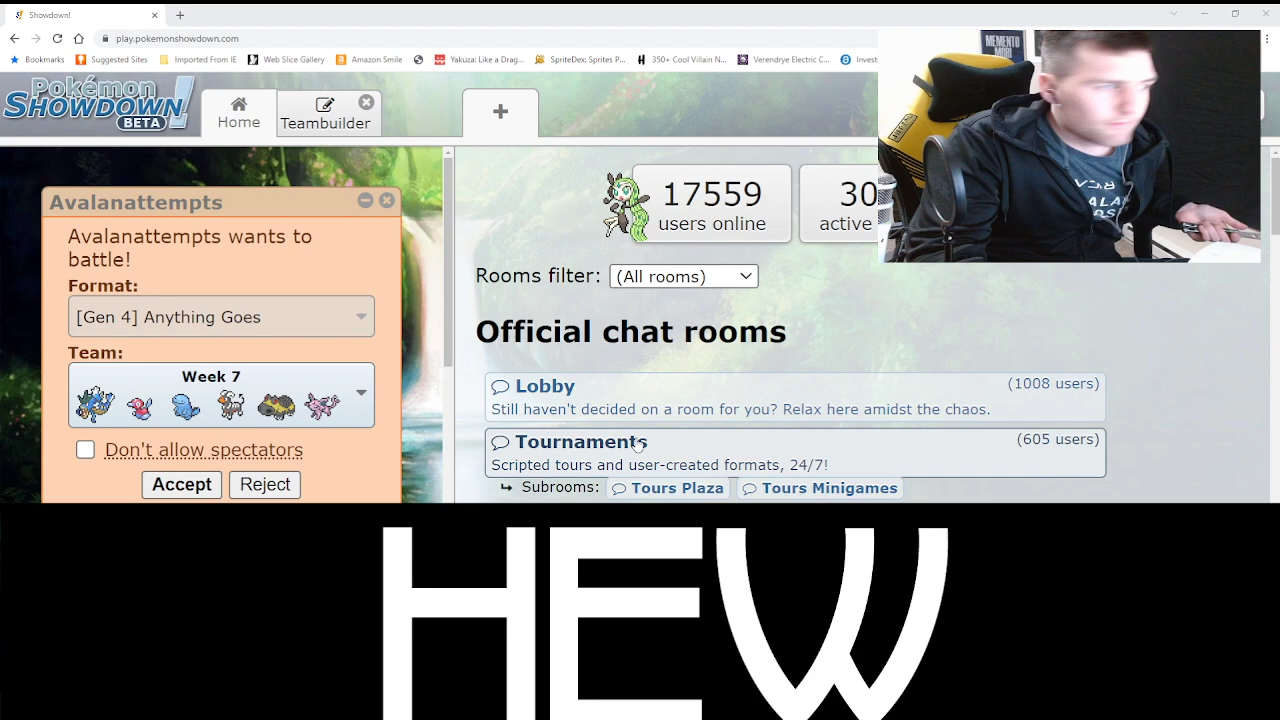 Showdown!
play.pokemonshowdown.com
Bookmarks Suggested Sites Imported From IE Web Slice Gallery Amazon Smile Yakuza: Like a Drag... SpriteDex: Sprites P... 350+ Cool Villain N... Verendrye Electric C... Invest
Pokémon
SHOWDOWN!
BETA
Home
Teambuilder
+
MEMENTO
MORI
Avalanattempts
Avalanattempts wants to
battle!
Format:
[Gen 4] Anything Goes
Team:
Week 7
Don't allow spectators
Accept Reject
17559
users online
30
active
Rooms filter: (All rooms)
Official chat rooms
Lobby (1008 users)
Still haven't decided on a room for you? Relax here amidst the chaos.
Tournaments (605 users)
Scripted tours and user-created formats, 24/7!
↳ Subrooms: Tours Plaza Tours Minigames
HEW